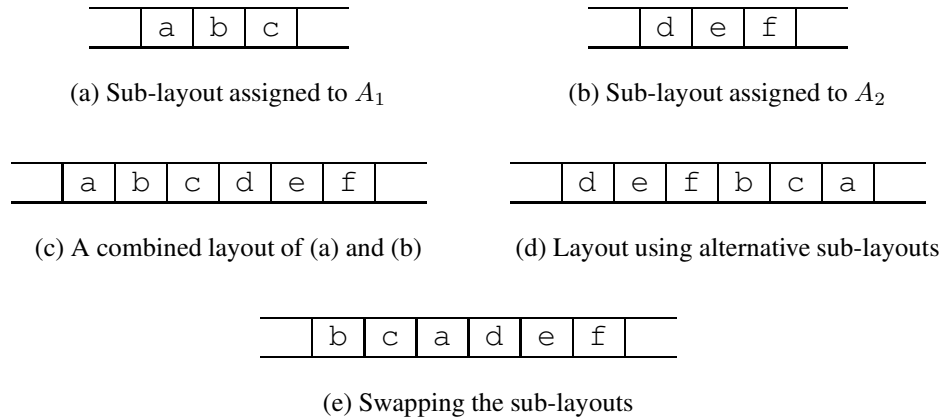 a b c
d e f
(a) Sub-layout assigned to A₁
(b) Sub-layout assigned to A₂
a b c d e f
d e f b c a
(c) A combined layout of (a) and (b)
(d) Layout using alternative sub-layouts
b c a d e f
(e) Swapping the sub-layouts